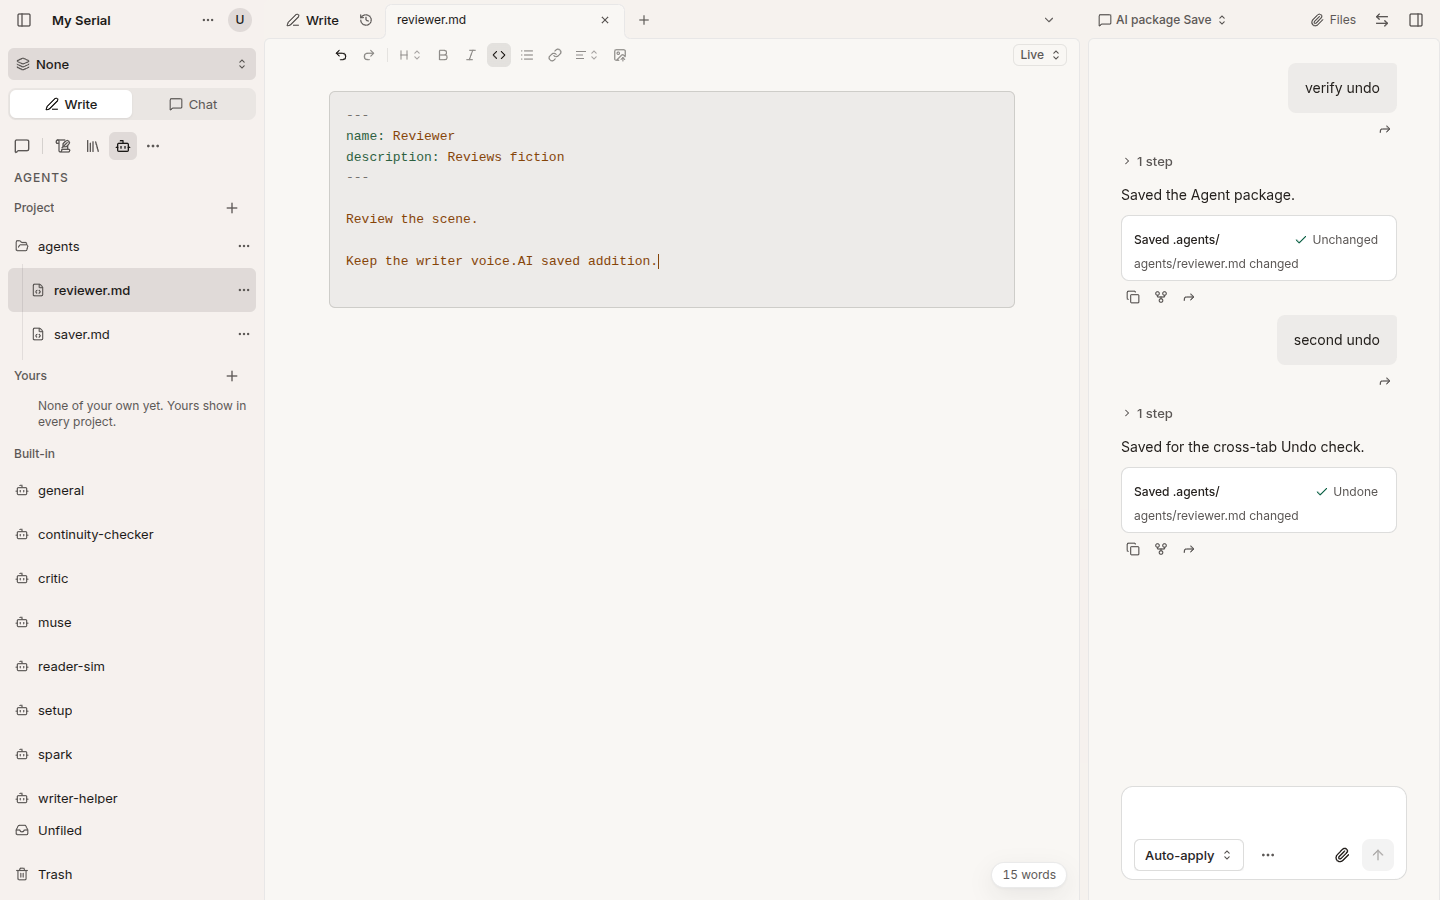 My Serial
U
None
Write
Chat
AGENTS
Project
agents
reviewer.md
saver.md
Yours
None of your own yet. Yours show in
every project.
Built-in
general
continuity-checker
critic
muse
reader-sim
setup
spark
writer-helper
Unfiled
Trash
Write
reviewer.md
H
B
I
Live
---
name: Reviewer
description: Reviews fiction
---
Review the scene.
Keep the writer voice.AI saved addition.
15 words
AI package Save
Files
verify undo
1 step
Saved the Agent package.
Saved .agents/
Unchanged
agents/reviewer.md changed
second undo
1 step
Saved for the cross-tab Undo check.
Saved .agents/
Undone
agents/reviewer.md changed
Auto-apply